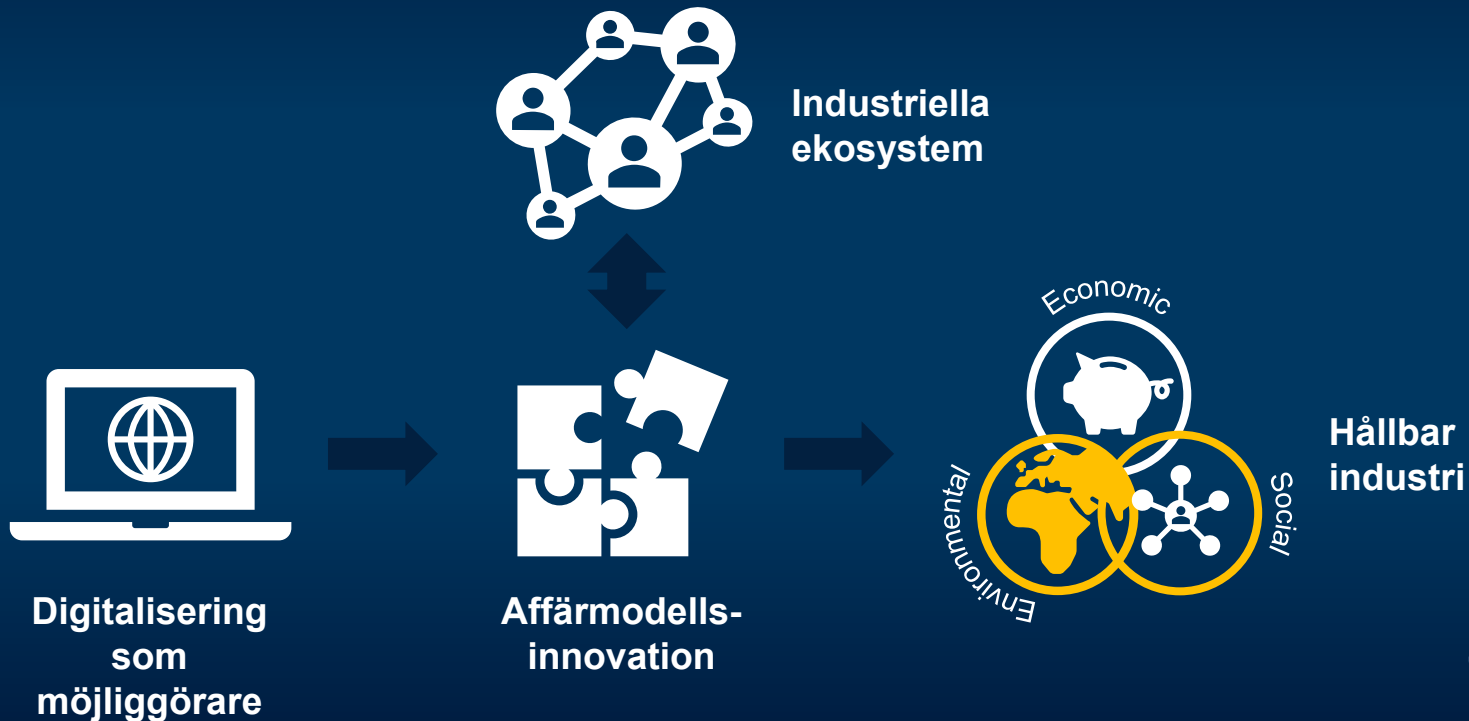 Industriella
ekosystem
Economic
Environmental
Social
Hållbar
industri
Digitalisering
som
möjliggörare
Affärmodells-
innovation